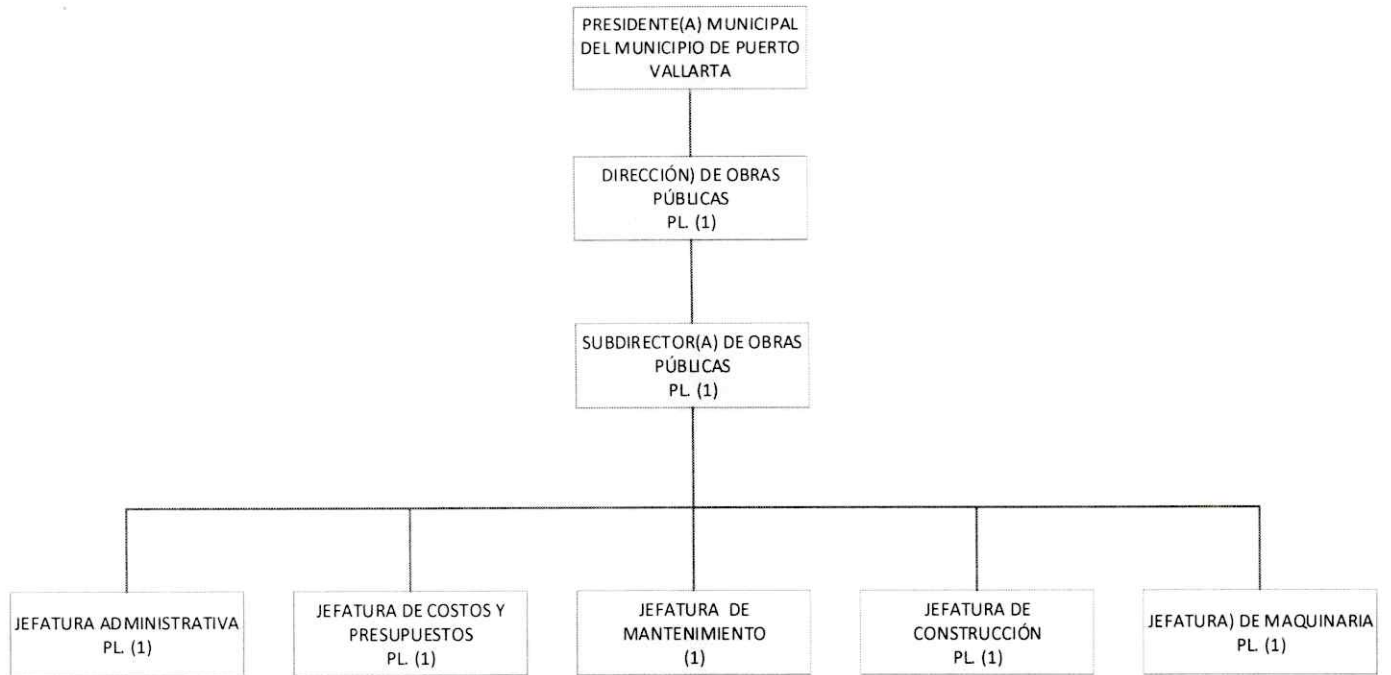 PRESIDENTE(A) MUNICIPAL
DEL MUNICIPIO DE PUERTO
VALLARTA
DIRECCIÓN) DE OBRAS
PÚBLICAS
PL. (1)
SUBDIRECTOR(A) DE OBRAS
PÚBLICAS
PL. (1)
JEFATURA ADMINISTRATIVA
PL. (1)
JEFATURA DE COSTOS Y
PRESUPUESTOS
PL. (1)
JEFATURA DE
MANTENIMIENTO
(1)
JEFATURA DE
CONSTRUCCIÓN
PL. (1)
JEFATURA) DE MAQUINARIA
PL. (1)